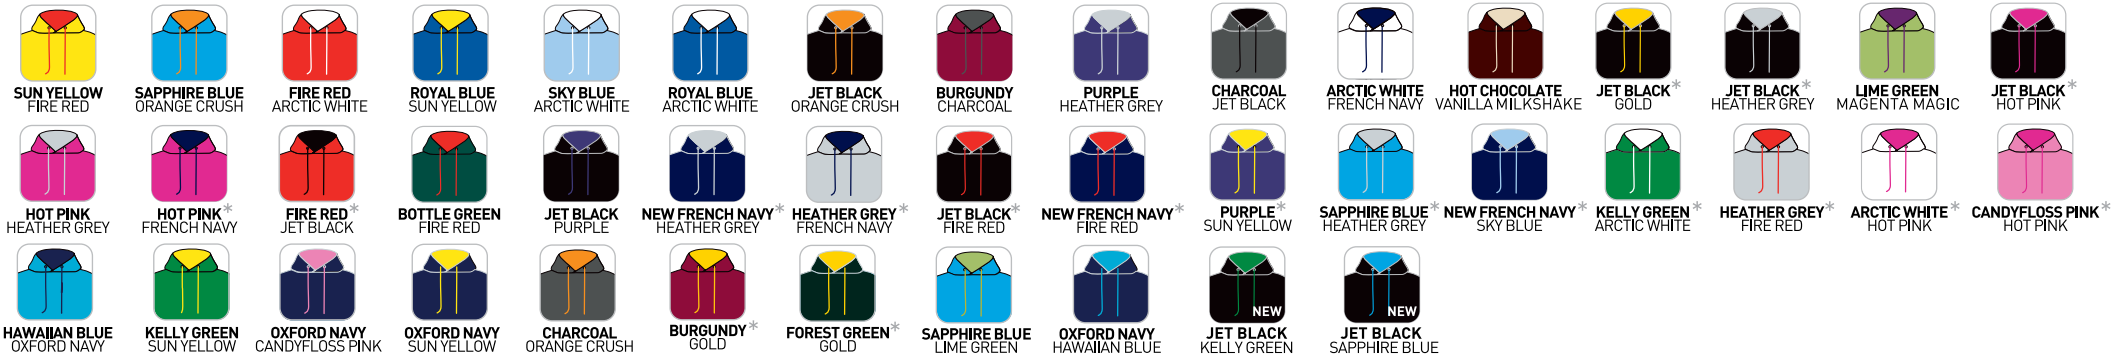 SUN YELLOW
FIRE RED
SAPPHIRE BLUE
ORANGE CRUSH
FIRE RED
ARCTIC WHITE
ROYAL BLUE
SUN YELLOW
SKY BLUE
ARCTIC WHITE
ROYAL BLUE
ARCTIC WHITE
JET BLACK
ORANGE CRUSH
BURGUNDY
CHARCOAL
PURPLE
HEATHER GREY
CHARCOAL
JET BLACK
ARCTIC WHITE
FRENCH NAVY
HOT CHOCOLATE
VANILLA MILKSHAKE
JET BLACK*
GOLD
JET BLACK*
HEATHER GREY
LIME GREEN
MAGENTA MAGIC
JET BLACK*
HOT PINK
HOT PINK
HEATHER GREY
HOT PINK*
FRENCH NAVY
FIRE RED*
JET BLACK
BOTTLE GREEN
FIRE RED
JET BLACK
PURPLE
NEW FRENCH NAVY*
HEATHER GREY
HEATHER GREY*
FRENCH NAVY
JET BLACK*
FIRE RED
NEW FRENCH NAVY*
FIRE RED
PURPLE*
SUN YELLOW
SAPPHIRE BLUE*
HEATHER GREY
NEW FRENCH NAVY*
SKY BLUE
KELLY GREEN*
ARCTIC WHITE
HEATHER GREY*
FIRE RED
ARCTIC WHITE*
HOT PINK
CANDYFLOSS PINK*
HOT PINK
HAWAIIAN BLUE
OXFORD NAVY
KELLY GREEN
SUN YELLOW
OXFORD NAVY
CANDYFLOSS PINK
OXFORD NAVY
SUN YELLOW
CHARCOAL
ORANGE CRUSH
BURGUNDY*
GOLD
FOREST GREEN*
GOLD
SAPPHIRE BLUE
LIME GREEN
OXFORD NAVY
HAWAIIAN BLUE
NEW
JET BLACK
KELLY GREEN
NEW
JET BLACK
SAPPHIRE BLUE